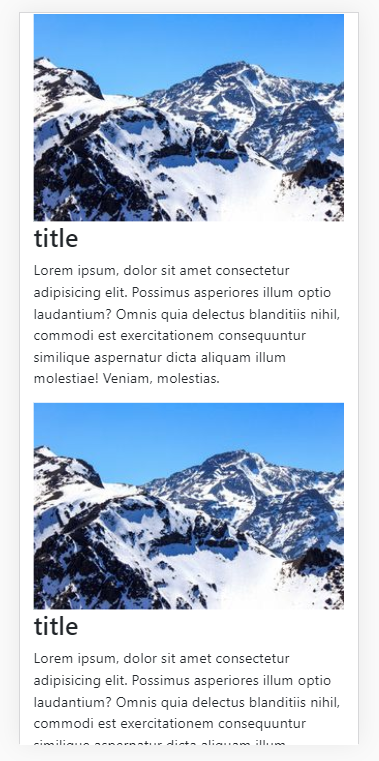 title
Lorem ipsum, dolor sit amet consectetur
adipisicing elit. Possimus asperiores illum optio
laudantium? Omnis quia delectus blanditiis nihil,
commodi est exercitationem consequuntur
similique aspernatur dicta aliquam illum
molestiae! Veniam, molestias.
title
Lorem ipsum, dolor sit amet consectetur
adipisicing elit. Possimus asperiores illum optio
laudantium? Omnis quia delectus blanditiis nihil,
commodi est exercitationem consequuntur
similique aspernatur dicta aliquam illum